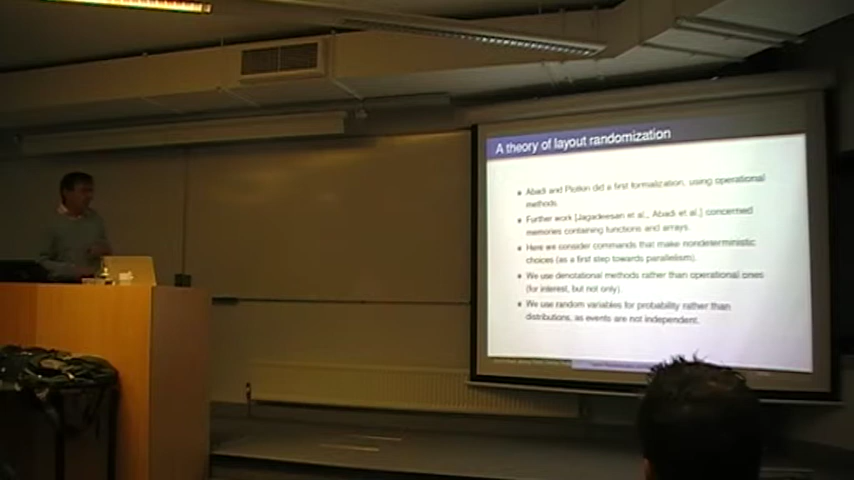 A theory of layout randomization
Abadi and Plotkin did a first formalization, using operational
methods.
Further work [Jagadeesan et al., Abadi et al.] concerned
memories containing functions and arrays.
Here we consider commands that make nondeterministic
choices (as a first step towards parallelism).
We use denotational methods rather than operational ones
(for interest, but not only).
We use random variables for probability rather than
distributions, as events are not independent.